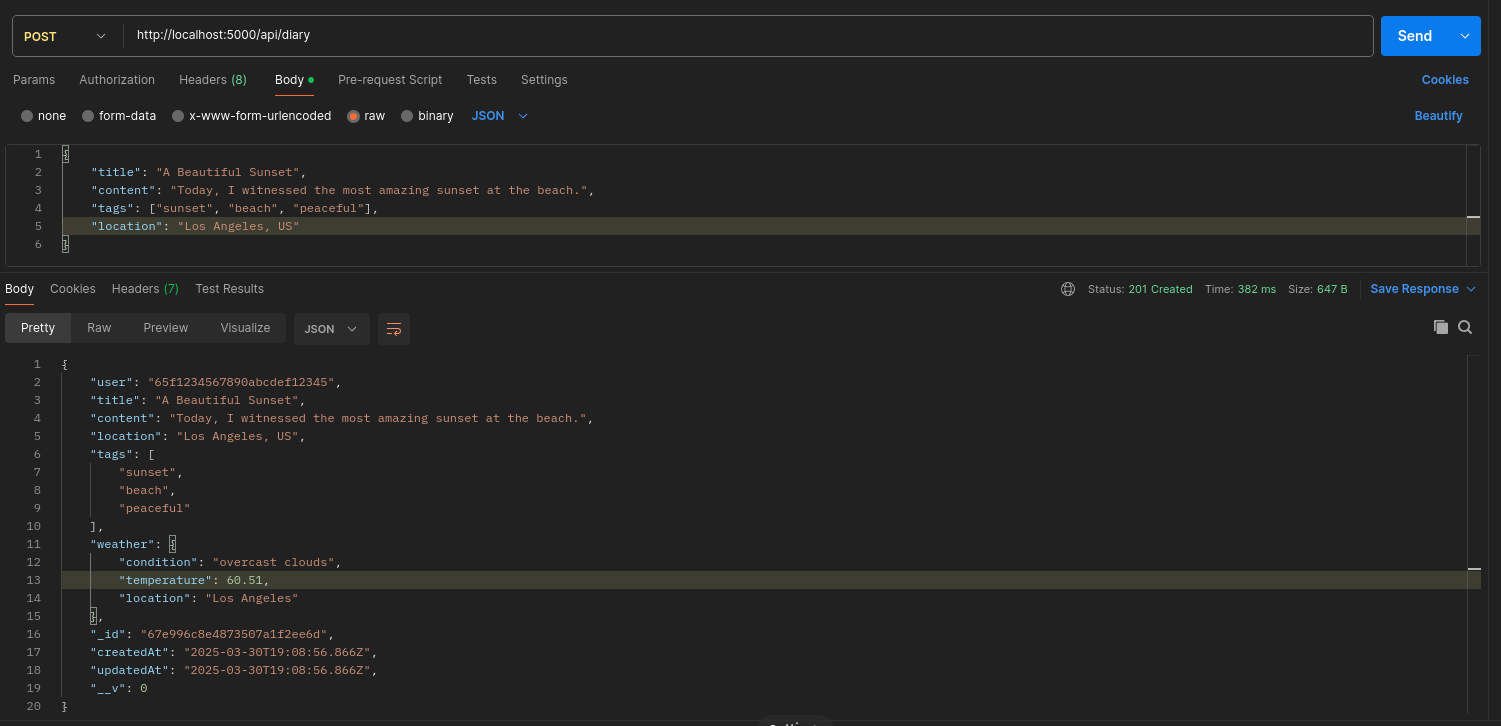 POST http://localhost:5000/api/diary Send
Params Authorization Headers (8) Body Pre-request Script Tests Settings Cookies
none form-data x-www-form-urlencoded raw binary JSON Beautify
1 {
2 "title": "A Beautiful Sunset",
3 "content": "Today, I witnessed the most amazing sunset at the beach.",
4 "tags": ["sunset", "beach", "peaceful"],
5 "location": "Los Angeles, US"
6 }
Body Cookies Headers (7) Test Results Status: 201 Created Time: 382 ms Size: 647 B Save Response
Pretty Raw Preview Visualize JSON
1 {
2 "user": "65f1234567890abcdef12345",
3 "title": "A Beautiful Sunset",
4 "content": "Today, I witnessed the most amazing sunset at the beach.",
5 "location": "Los Angeles, US",
6 "tags": [
7 "sunset",
8 "beach",
9 "peaceful"
10 ],
11 "weather": {
12 "condition": "overcast clouds",
13 "temperature": 60.51,
14 "location": "Los Angeles"
15 },
16 "_id": "67e996c8e4873507a1f2ee6d",
17 "createdAt": "2025-03-30T19:08:56.866Z",
18 "updatedAt": "2025-03-30T19:08:56.866Z",
19 "__v": 0
20 }